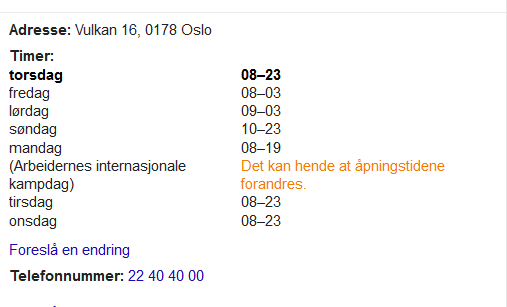 Adresse: Vulkan 16, 0178 Oslo
Timer:
torsdag 08–23
fredag 08–03
lørdag 09–03
søndag 10–23
mandag 08–19
(Arbeidernes internasjonale Det kan hende at åpningstidene
kampdag) forandres.
tirsdag 08–23
onsdag 08–23
Foreslå en endring
Telefonnummer: 22 40 40 00